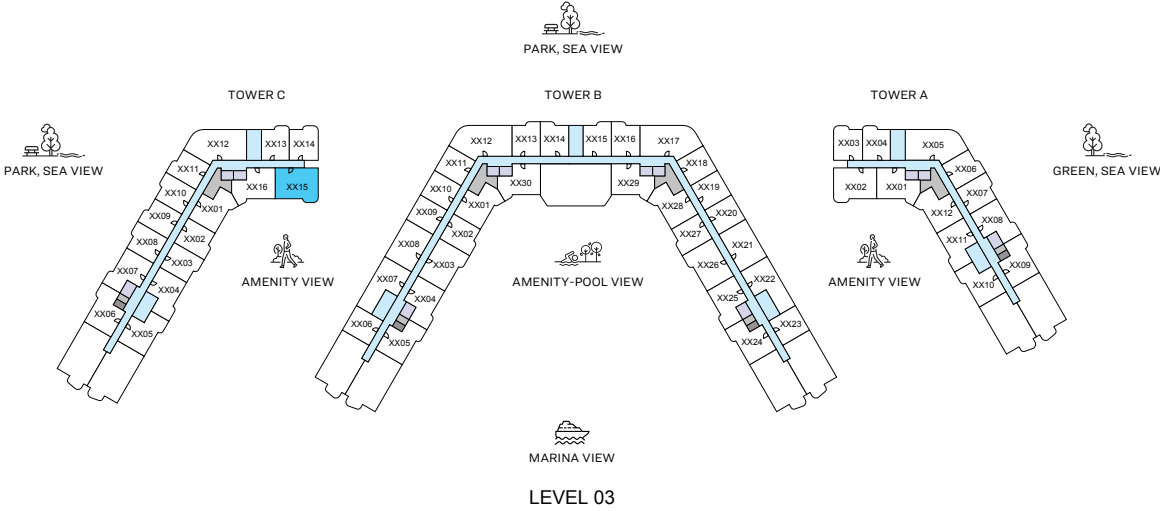 PARK, SEA VIEW
TOWER C
TOWER B
TOWER A
PARK, SEA VIEW
GREEN, SEA VIEW
XX12
XX13
XX14
XX11
XX10
XX09
XX08
XX07
XX06
XX05
XX04
XX03
XX02
XX01
XX16
XX15
AMENITY VIEW
XX12
XX13
XX14
XX15
XX16
XX17
XX11
XX10
XX09
XX08
XX07
XX06
XX05
XX04
XX03
XX02
XX01
XX30
XX29
XX28
XX27
XX26
XX25
XX24
XX23
XX22
XX21
XX20
XX19
XX18
AMENITY-POOL VIEW
XX03
XX04
XX05
XX02
XX01
XX06
XX07
XX08
XX09
XX10
XX11
XX12
AMENITY VIEW
MARINA VIEW
LEVEL 03